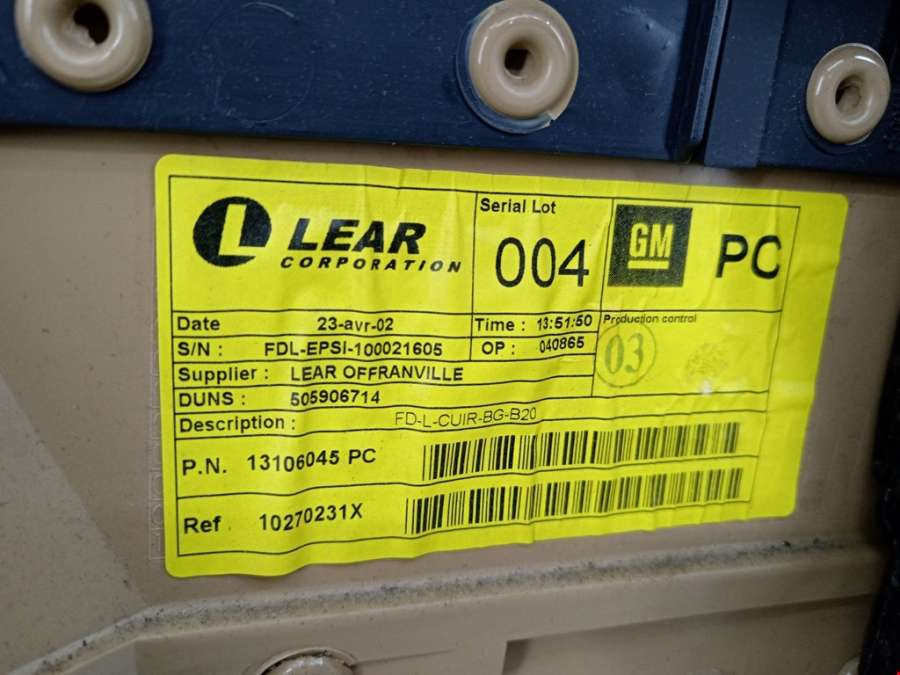 L LEAR
CORPORATION
Serial Lot
004
GM
PC
Date 23-avr-02
Time : 13:51:50
Production control
S/N : FDL-EPSI-100021605
OP : 040865
03
Supplier : LEAR OFFRANVILLE
DUNS : 505906714
Description : FD-L-CUIR-BG-B20
P.N. 13106045 PC
Ref 10270231X